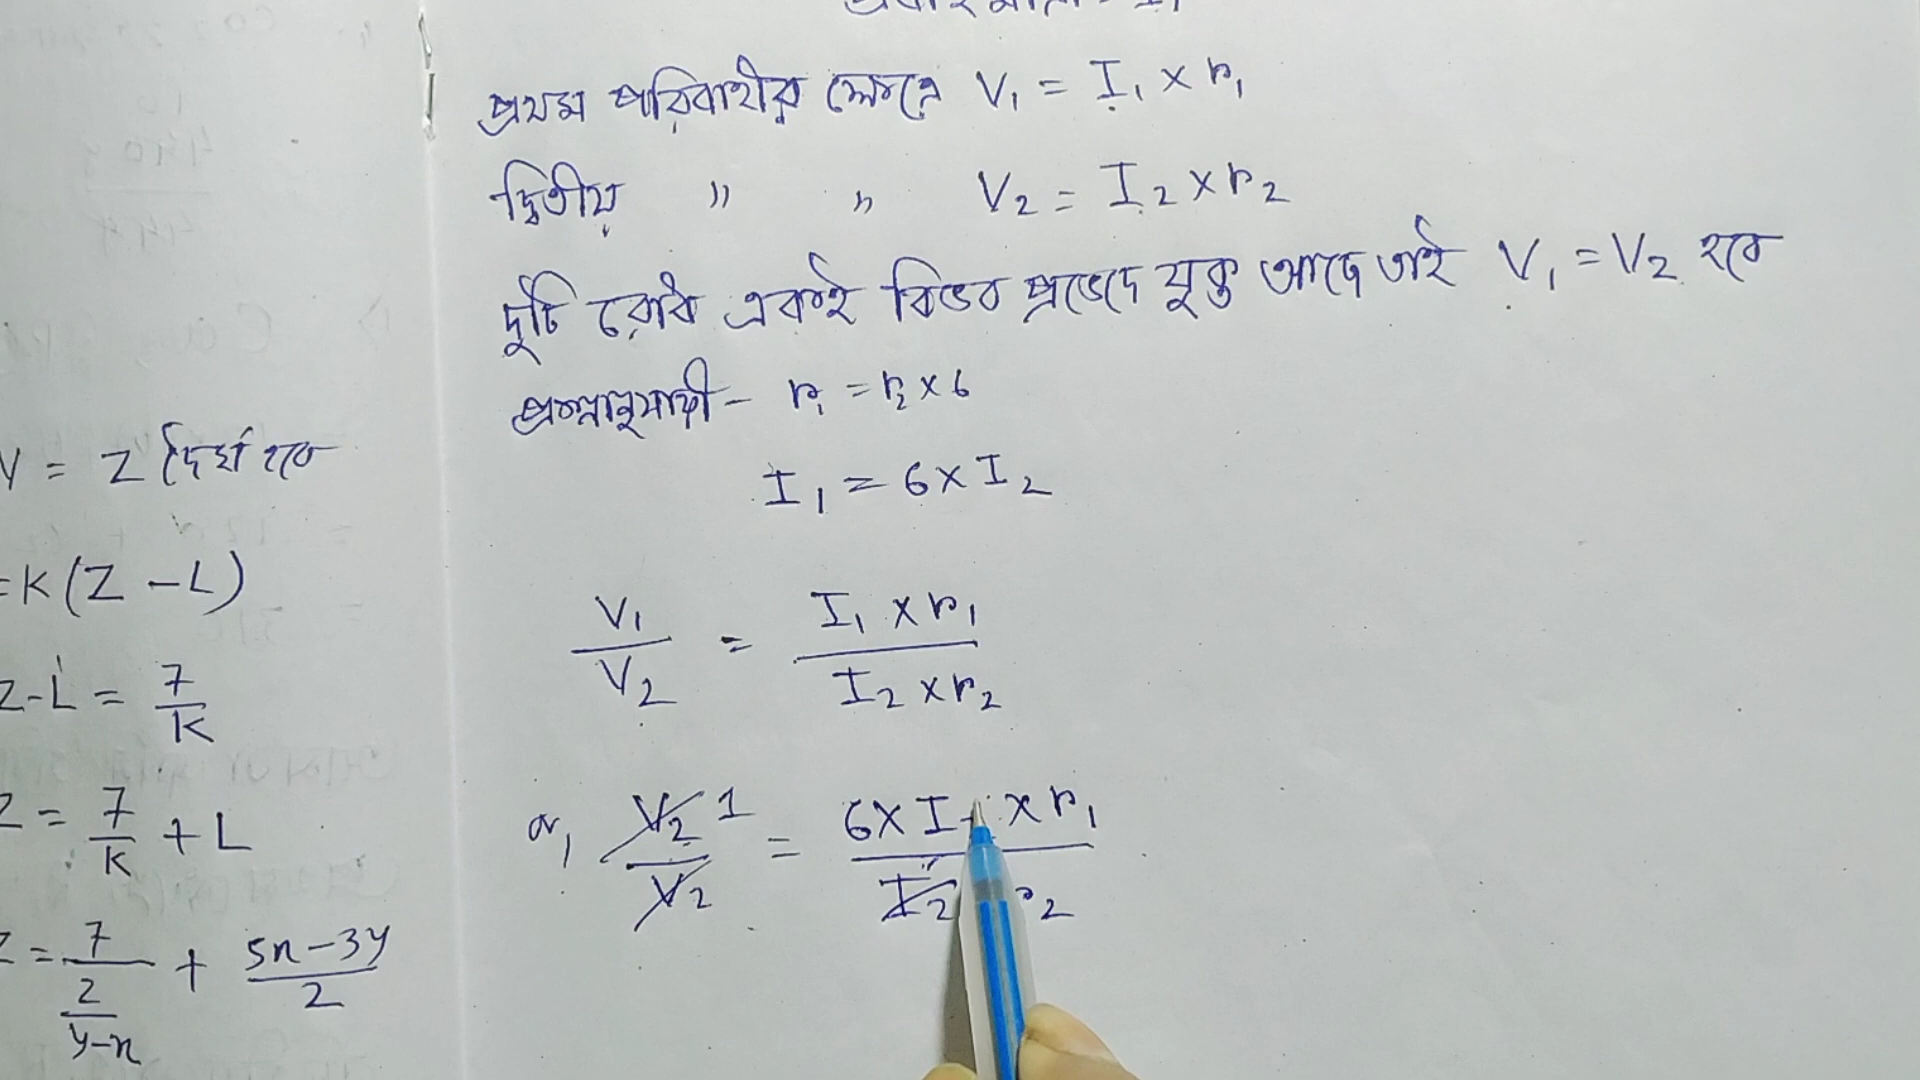 প্রথম পরিবাহীর ক্ষেত্রে V₁ = I₁ × r₁
দ্বিতীয় " " V₂ = I₂ × r₂
দুটি রোধ একই বিভব প্রভেদে যুক্ত আছে তাই V₁ = V₂ হবে
প্রশ্নানুযায়ী – r₁ = r₂ × 6
I₁ = 6 × I₂
V₁/V₂ = I₁ × r₁ / I₂ × r₂
বা, V₂/V₂ 1 = 6 × I × r₁ / I₂ r₂
V = Z দৈর্ঘ্য হবে
= K(Z – L)
Z – L = 7/K
Z = 7/K + L
Z = 7/(2/(y–x)) + (5x–3y)/2